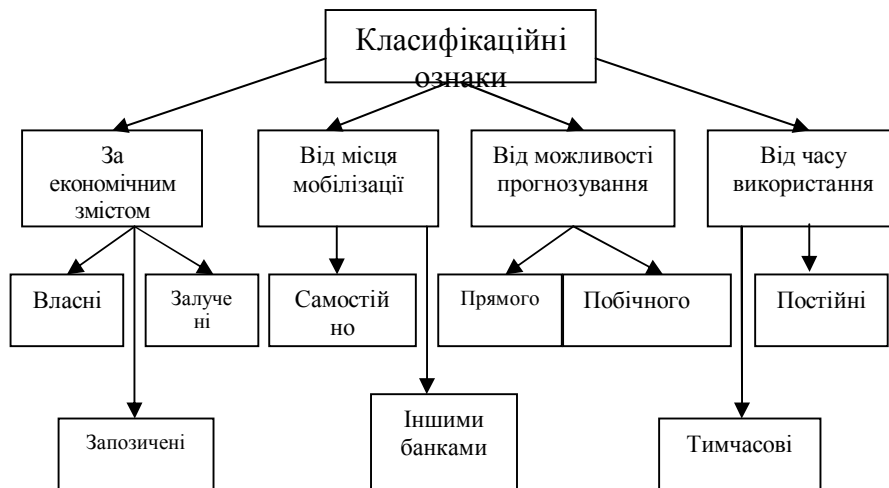 Класифікаційні
ознаки
За
економічним
змістом
Від місця
мобілізації
Від можливості
прогнозування
Від часу
використання
Власні
Залуче
ні
Самостій
но
Прямого
Побічного
Постійні
Запозичені
Іншими
банками
Тимчасові